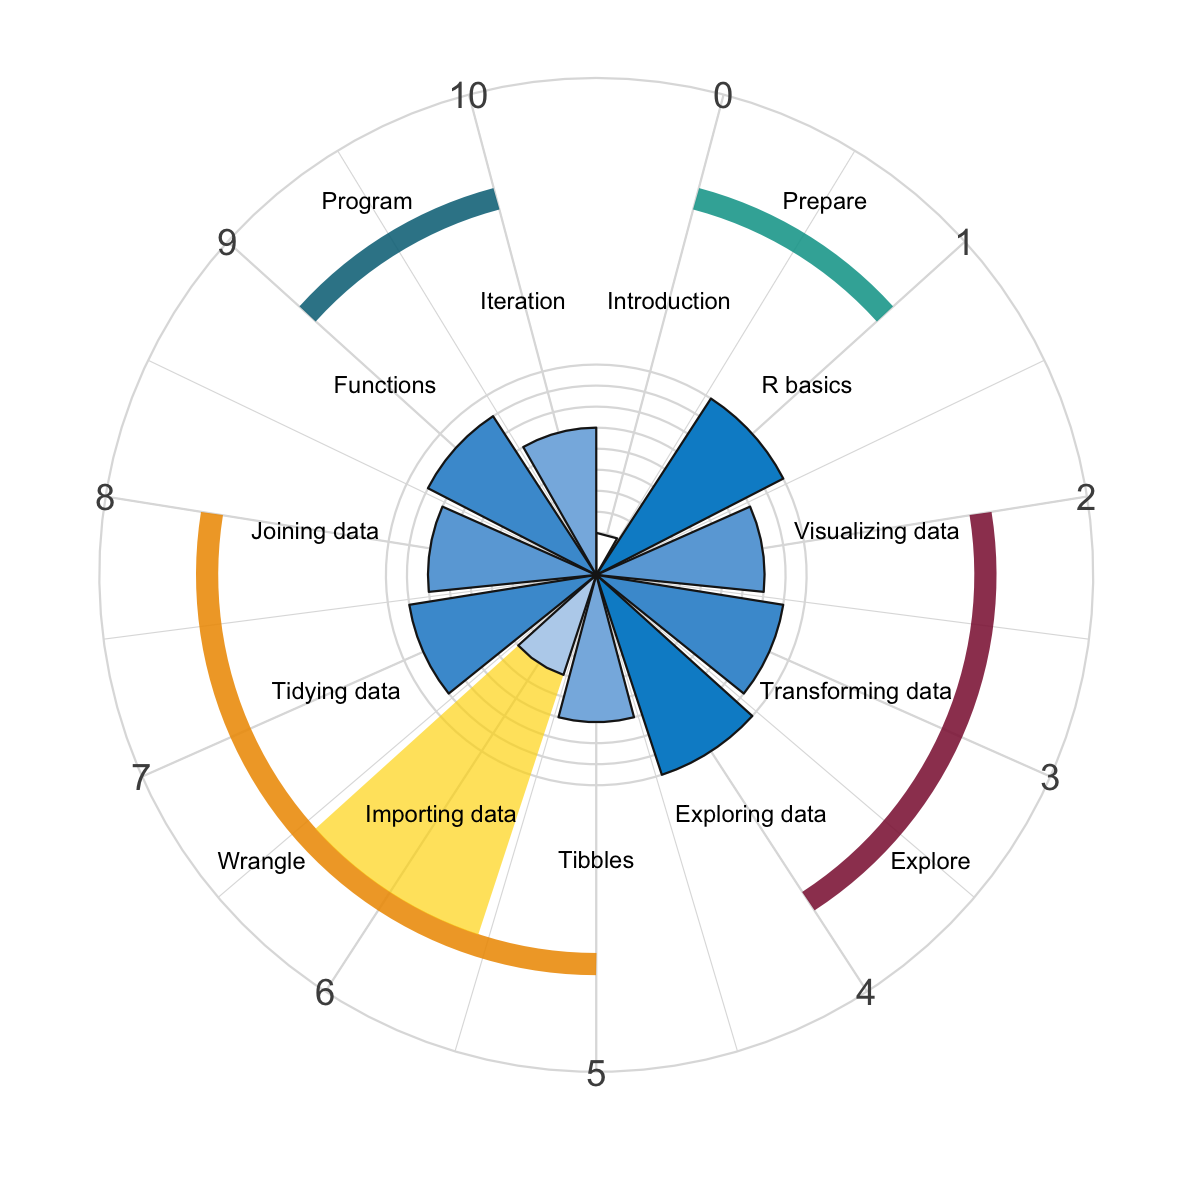 10
0
Program
Prepare
9
1
Iteration
Introduction
Functions
R basics
8
2
Joining data
Visualizing data
Tidying data
Transforming data
7
3
Importing data
Exploring data
Wrangle
Tibbles
Explore
6
4
5